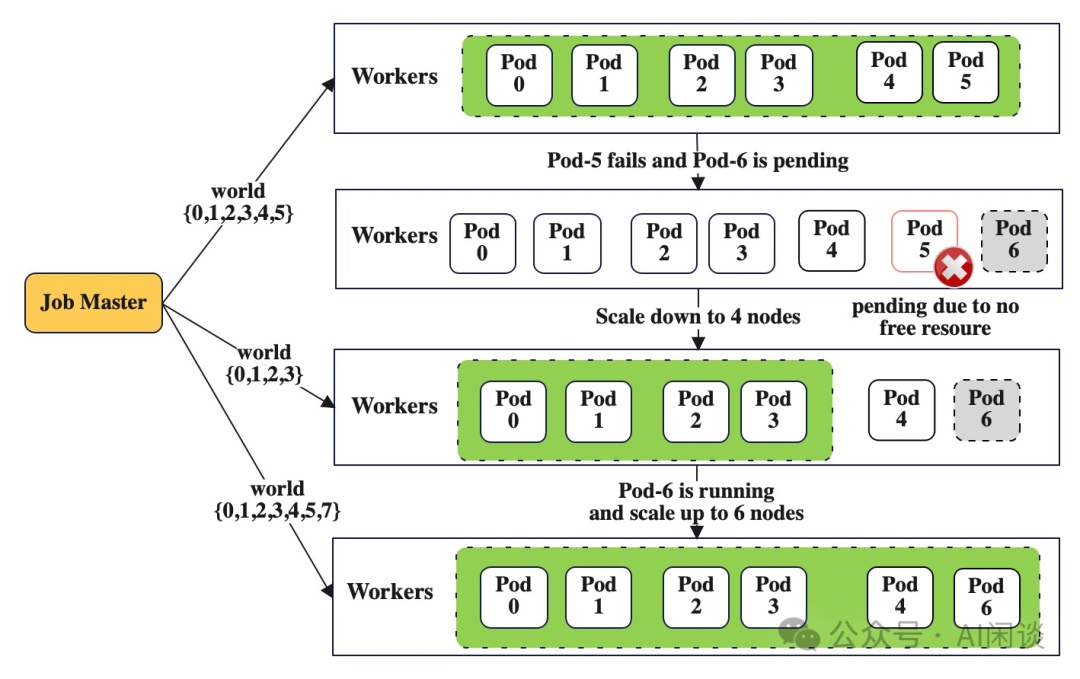 Workers
Pod 0
Pod 1
Pod 2
Pod 3
Pod 4
Pod 5
world
{0,1,2,3,4,5}
Pod-5 fails and Pod-6 is pending
Workers
Pod 0
Pod 1
Pod 2
Pod 3
Pod 4
Pod 5
Pod 6
Job Master
Scale down to 4 nodes
pending due to no
free resoure
world
{0,1,2,3}
Workers
Pod 0
Pod 1
Pod 2
Pod 3
Pod 4
Pod 6
world
{0,1,2,3,4,5,7}
Pod-6 is running
and scale up to 6 nodes
Workers
Pod 0
Pod 1
Pod 2
Pod 3
Pod 4
Pod 6
公众号 · AI闲谈